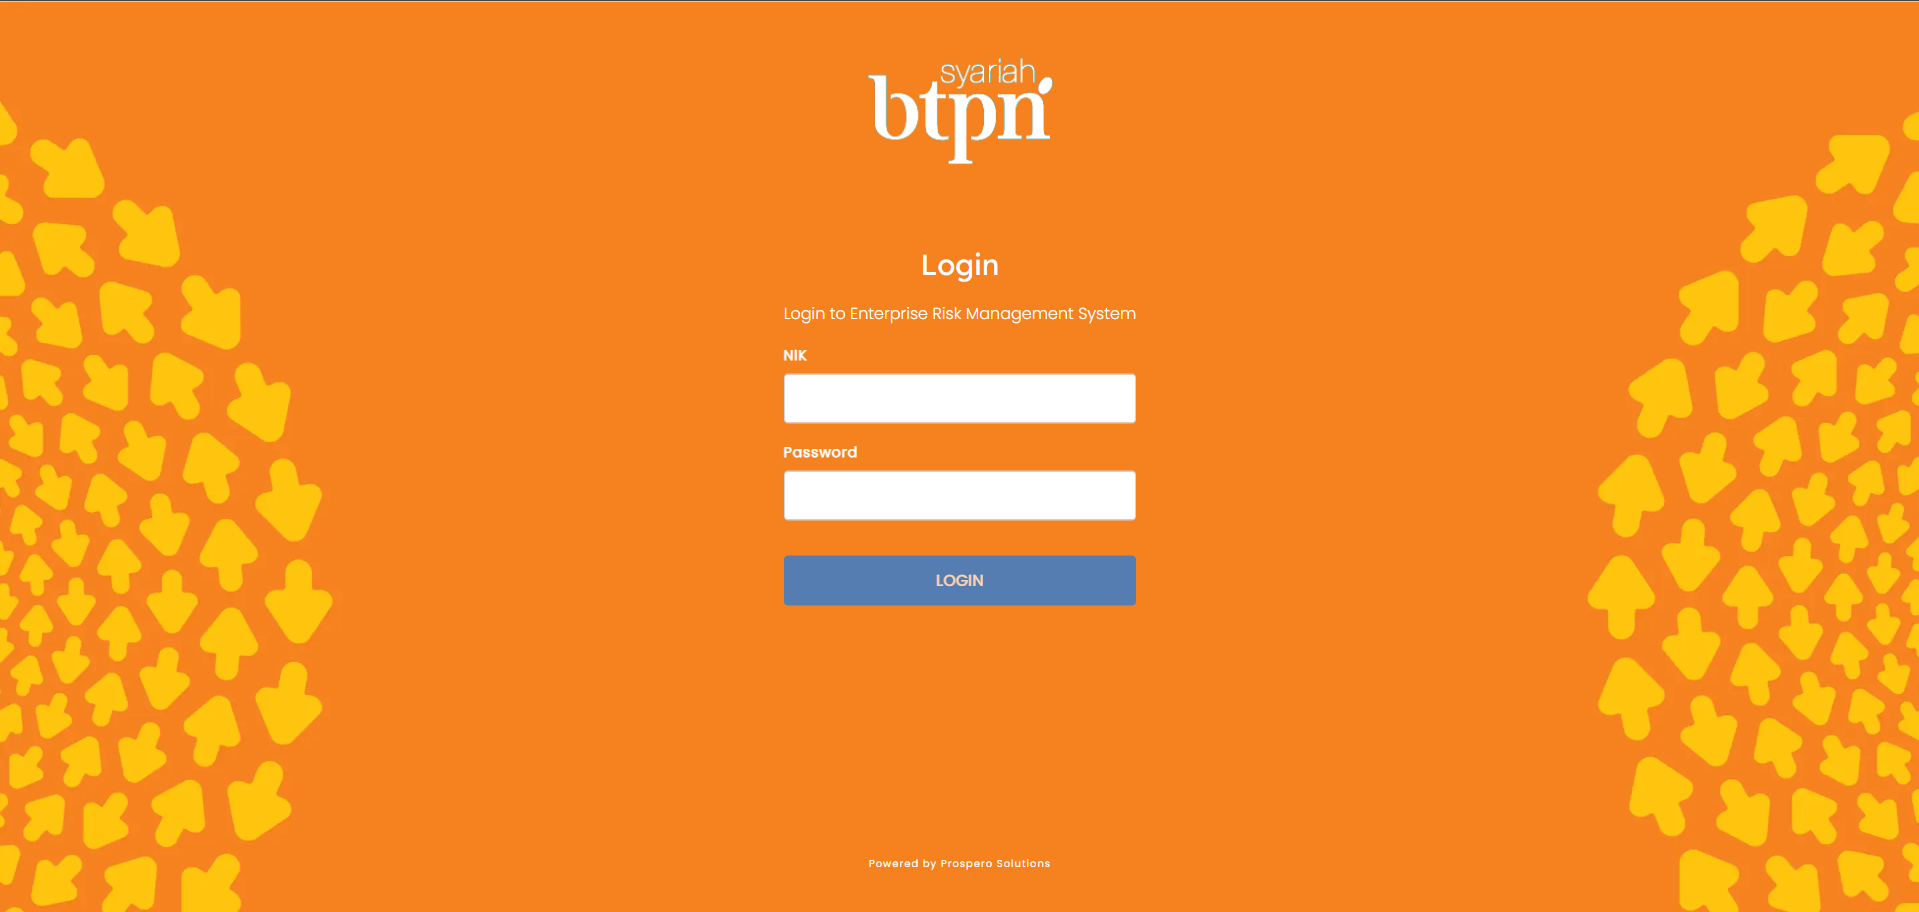 syariah
btpn
Login
Login to Enterprise Risk Management System
NIK
Password
LOGIN
Powered by Prospero Solutions